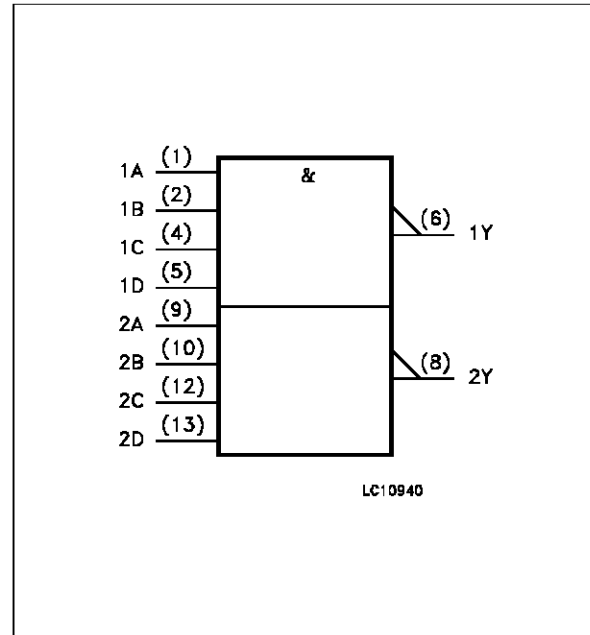 &
1A (1)
1B (2)
1C (4)
1D (5)
2A (9)
2B (10)
2C (12)
2D (13)
(6) 1Y
(8) 2Y
LC10940